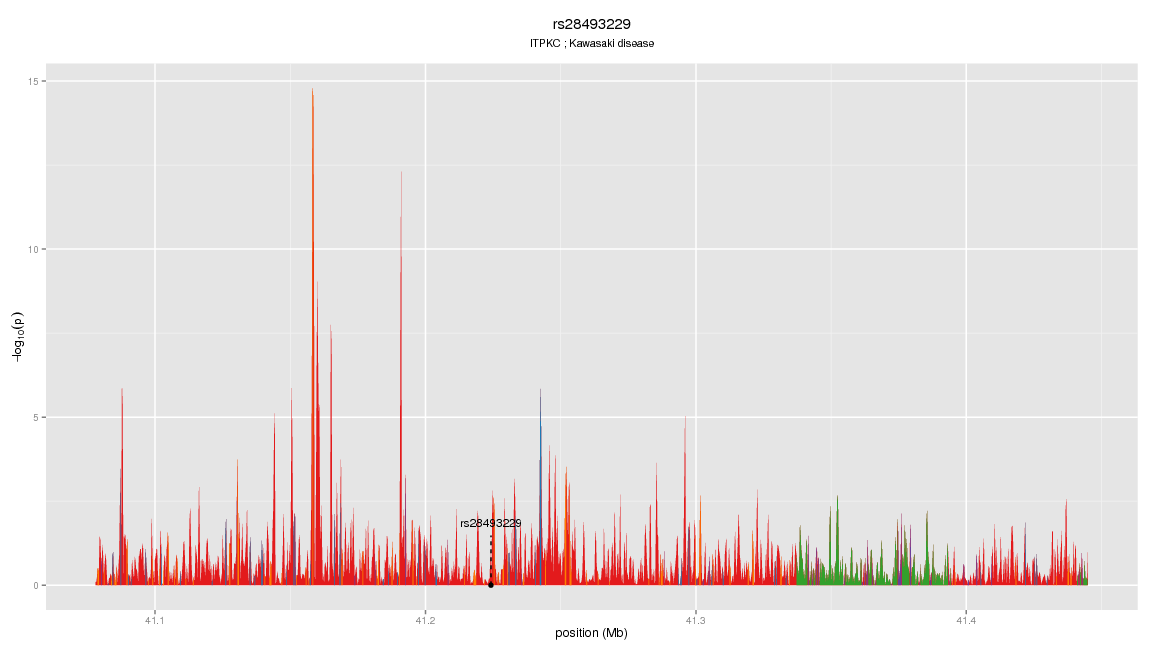 rs28493229
ITPKC ; Kawasaki disease
15
10
5
0
−log10(p)
rs28493229
41.1
41.2
41.3
41.4
position (Mb)